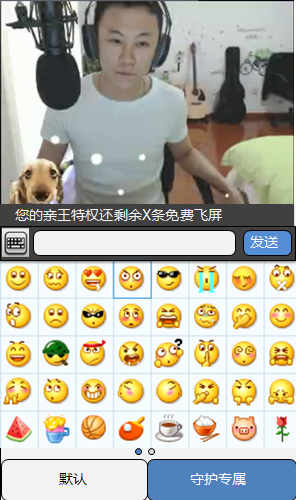 您的亲王特权还剩余X条免费飞屏
发送
默认
守护专属